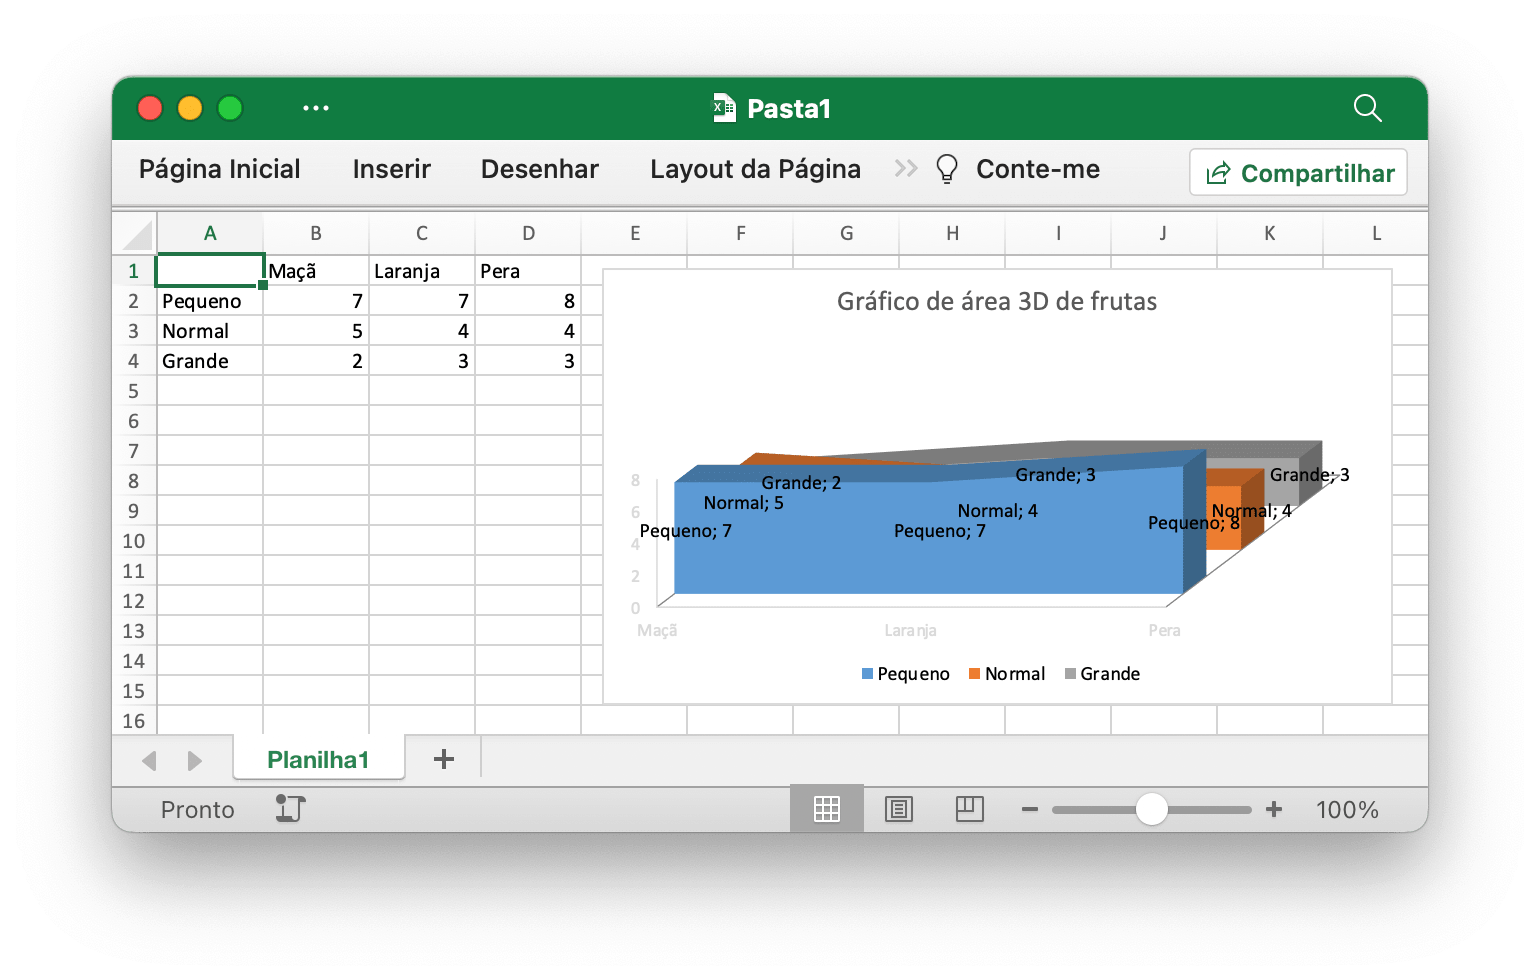 Pasta1
Página Inicial Inserir Desenhar Layout da Página Conte-me Compartilhar
A B C D E F G H I J K L
1 Maçã Laranja Pera
2 Pequeno 7 7 8
3 Normal 5 4 4
4 Grande 2 3 3
5
6
7
8
9
10
11
12
13
14
15
16
Gráfico de área 3D de frutas
8
6
4
2
0
Grande; 2 Grande; 3 Grande; 3
Normal; 5 Normal; 4 Normal; 4
Pequeno; 7 Pequeno; 7 Pequeno; 8
Maçã Laranja Pera
Pequeno Normal Grande
Planilha1
Pronto 100%